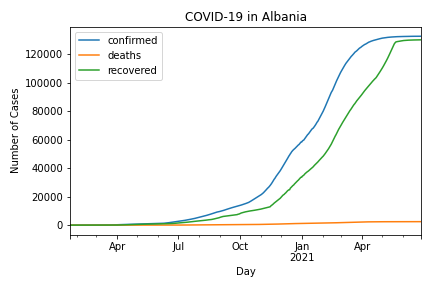 COVID-19 in Albania
confirmed
deaths
recovered
Number of Cases
120000
100000
80000
60000
40000
20000
0
Apr Jul Oct Jan Apr
2021
Day